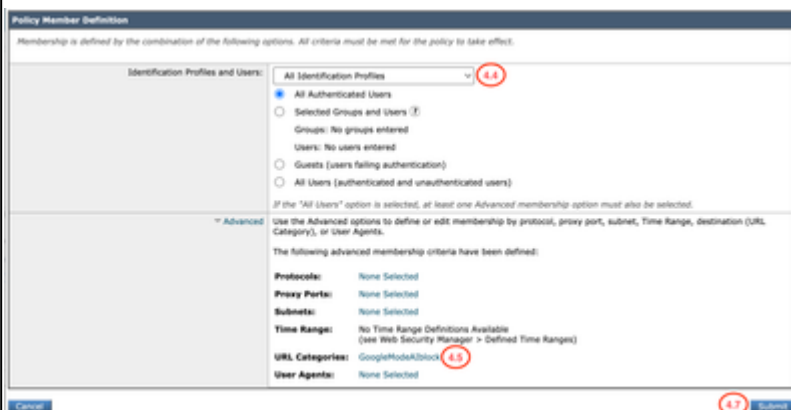 Policy Member Definition
Membership is defined by the combination of the following options. All criteria must be met for the policy to take effect.
Identification Profiles and Users:
All Identification Profiles
4.4
All Authenticated Users
Selected Groups and Users ?
Groups: No groups entered
Users: No users entered
Guests (users failing authentication)
All Users (authenticated and unauthenticated users)
If the "All Users" option is selected, at least one Advanced membership option must also be selected.
Advanced
Use the Advanced options to define or edit membership by protocol, proxy port, subnet, Time Range, destination (URL
Category), or User Agents.
The following advanced membership criteria have been defined:
Protocols: None Selected
Proxy Ports: None Selected
Subnets: None Selected
Time Range: No Time Range Definitions Available
(see Web Security Manager > Defined Time Ranges)
URL Categories: GoogleModeAIblock 4.5
User Agents: None Selected
Cancel
4.7
Submit